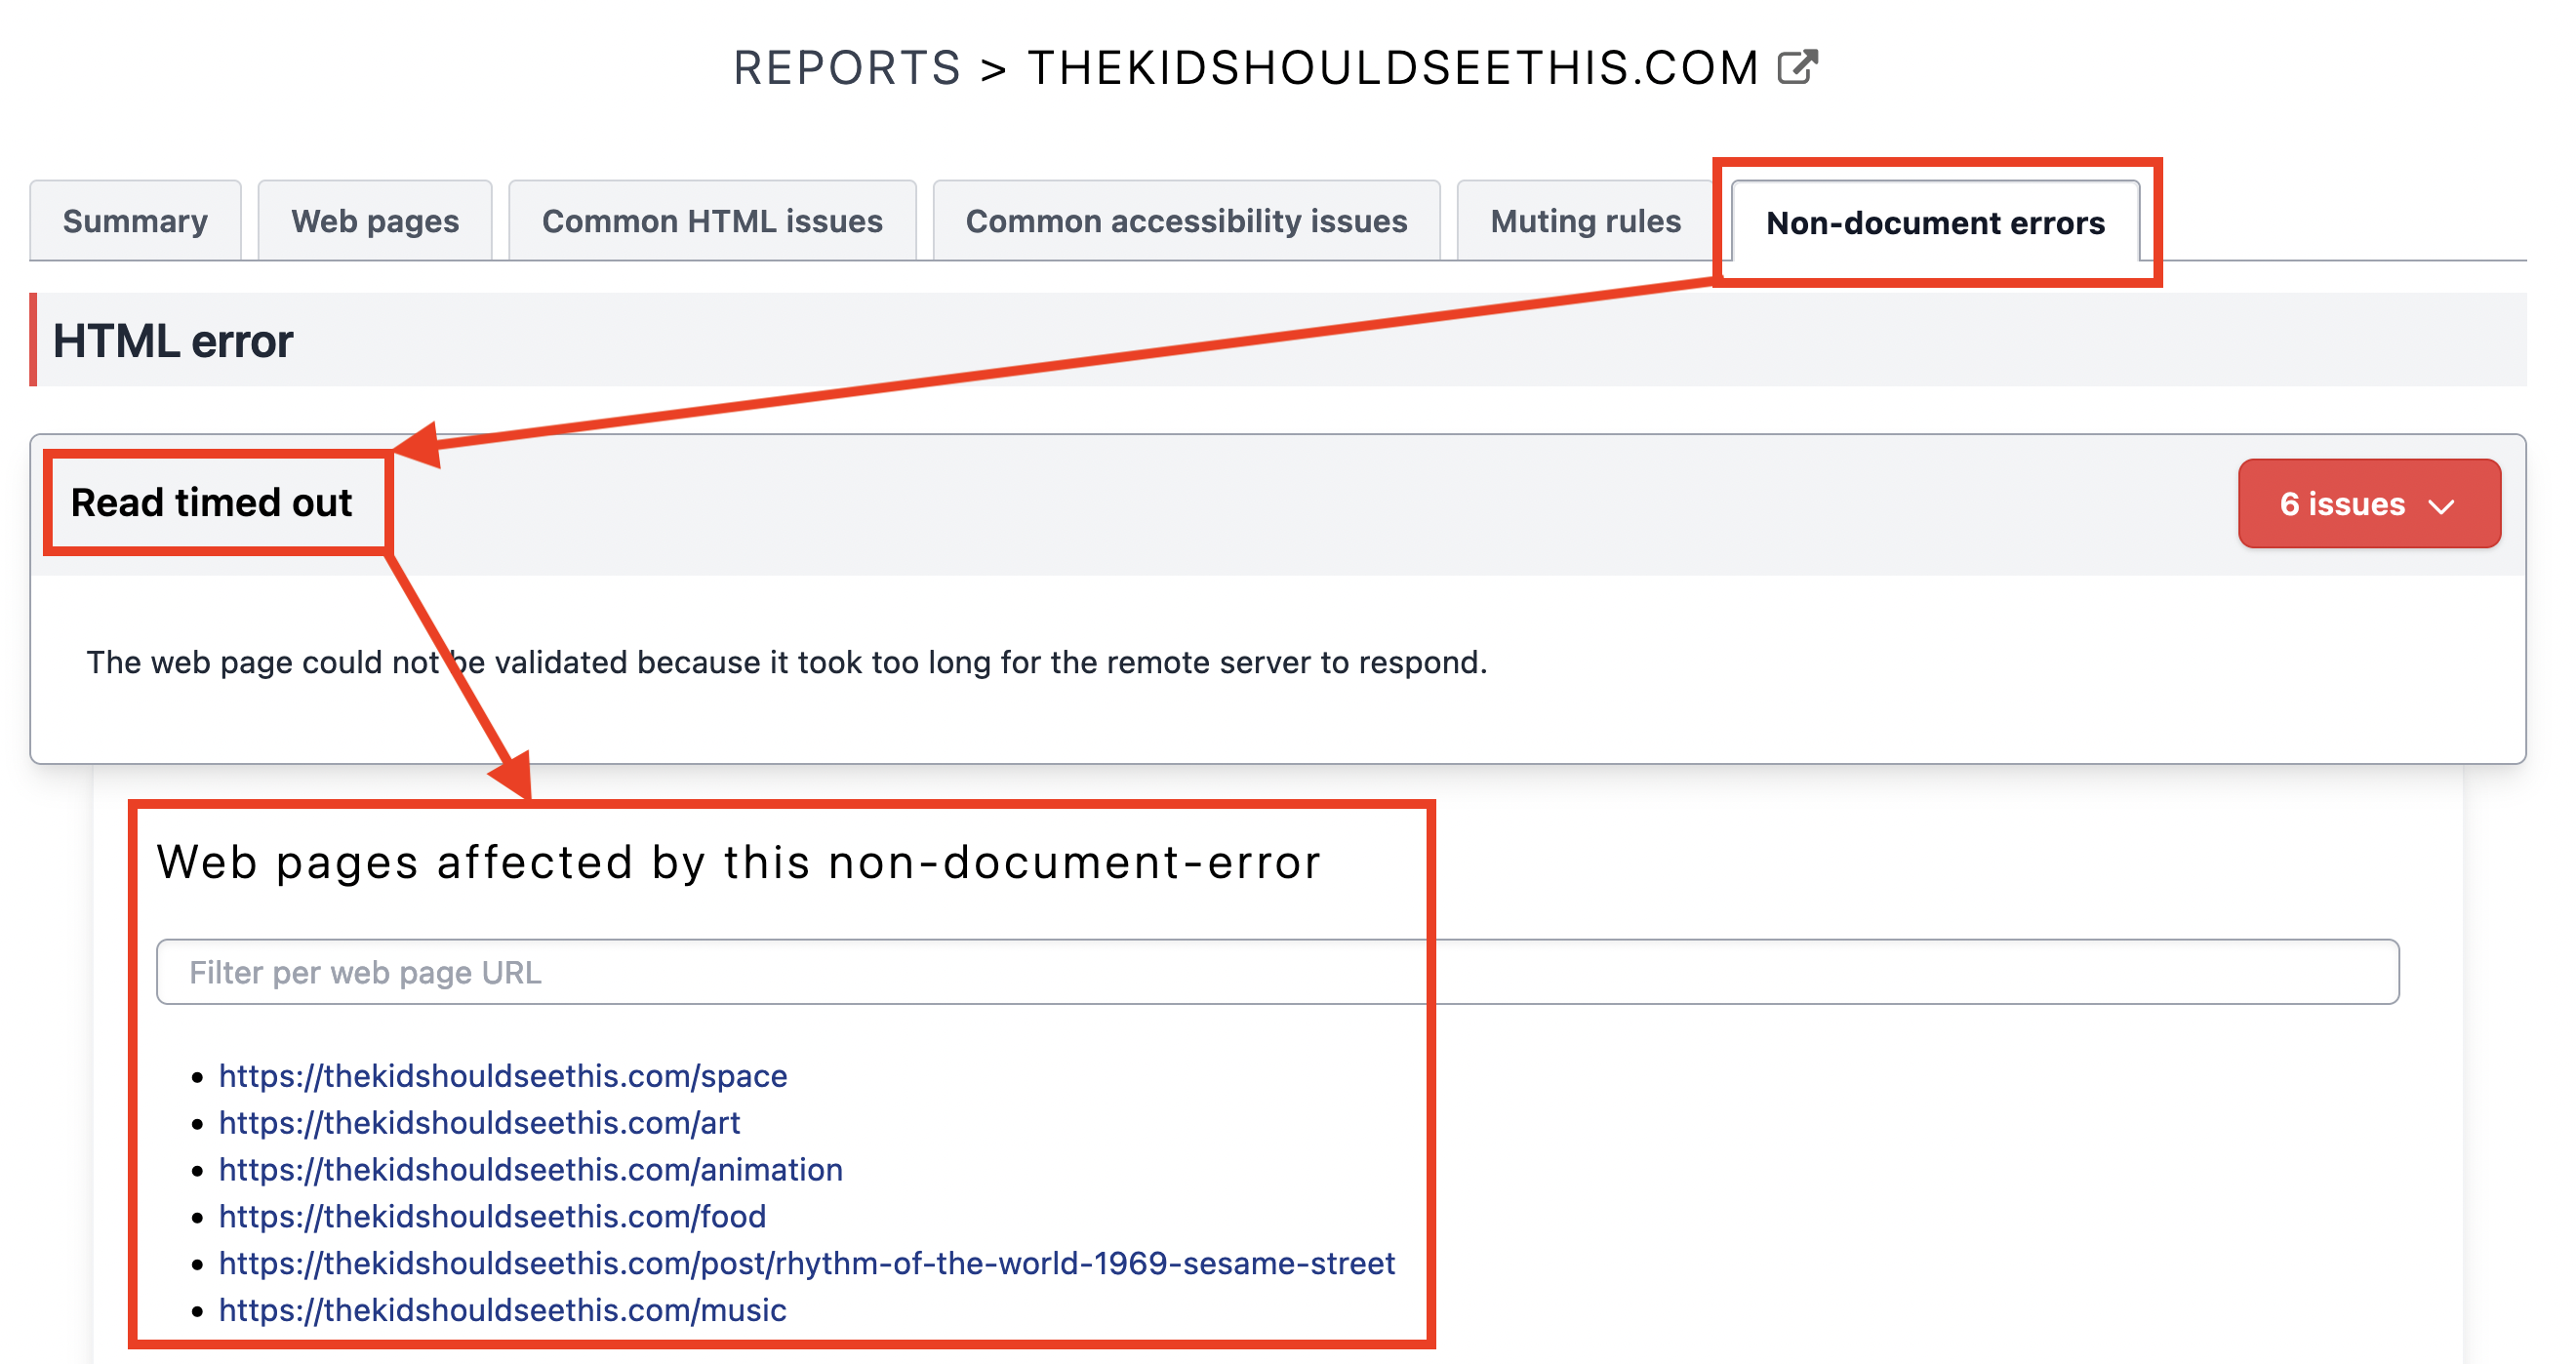 REPORTS > THEKIDSHOULDSEETHIS.COM
Summary
Web pages
Common HTML issues
Common accessibility issues
Muting rules
Non-document errors
HTML error
Read timed out
6 issues
The web page could not be validated because it took too long for the remote server to respond.
Web pages affected by this non-document-error
Filter per web page URL
https://thekidshouldseethis.com/space
https://thekidshouldseethis.com/art
https://thekidshouldseethis.com/animation
https://thekidshouldseethis.com/food
https://thekidshouldseethis.com/post/rhythm-of-the-world-1969-sesame-street
https://thekidshouldseethis.com/music